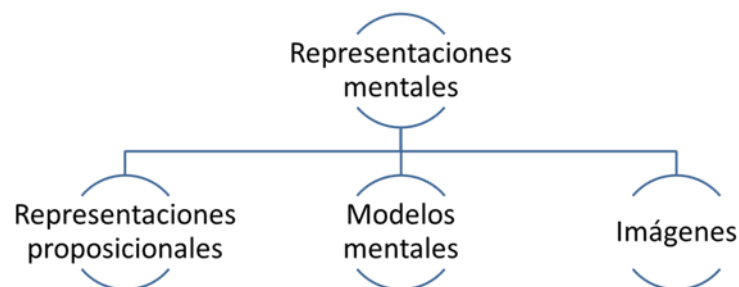 Representaciones
mentales
Representaciones
proposicionales
Modelos
mentales
Imágenes